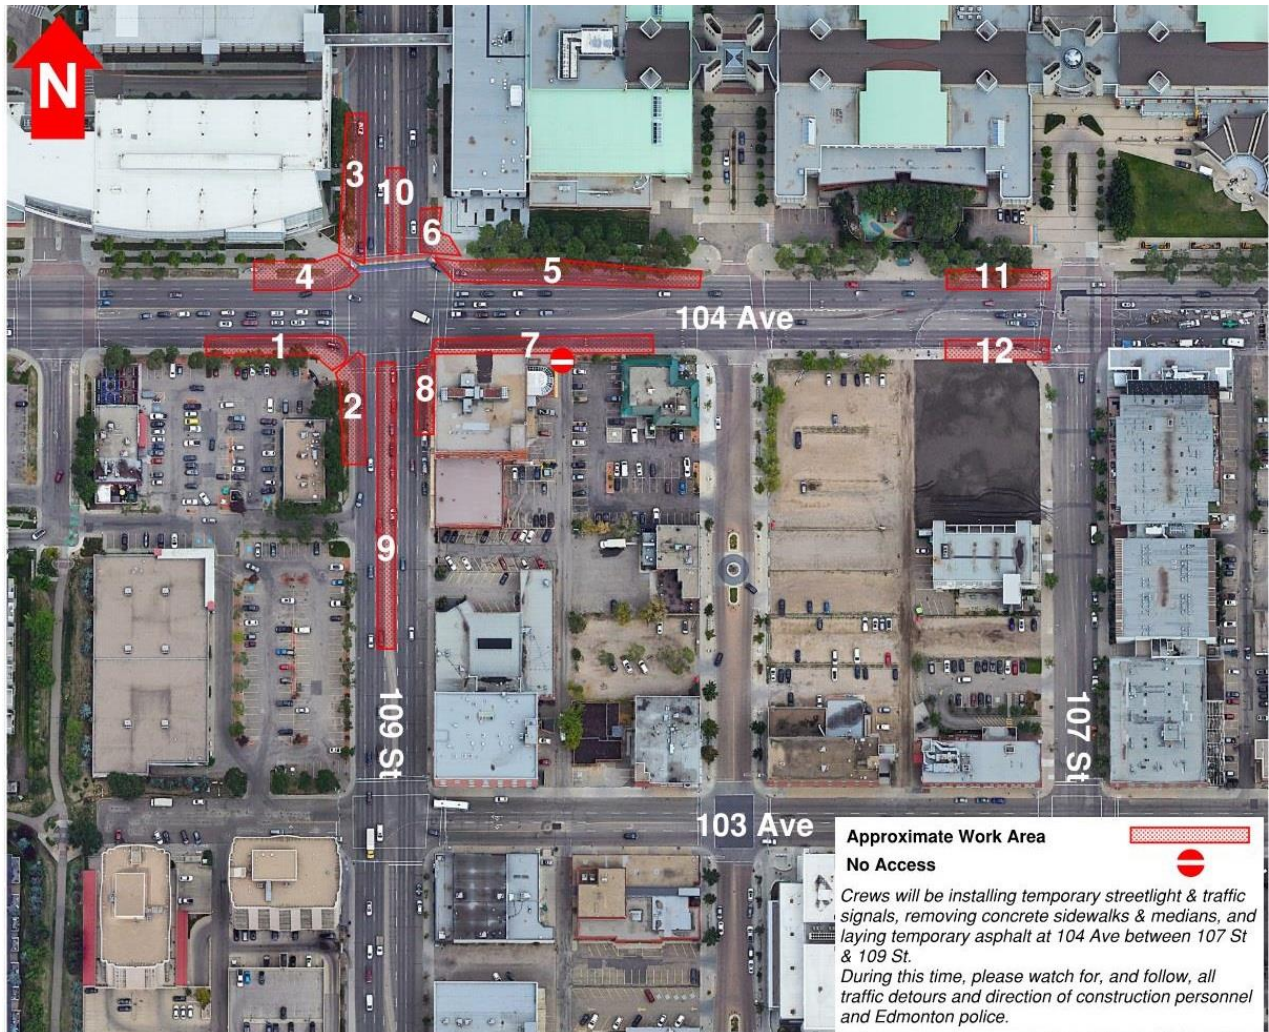 N
3
10
6
4
5
11
104 Ave
1
7
12
2
8
9
109 St
107 St
103 Ave
Approximate Work Area
No Access
Crews will be installing temporary streetlight & traffic
signals, removing concrete sidewalks & medians, and
laying temporary asphalt at 104 Ave between 107 St
& 109 St.
During this time, please watch for, and follow, all
traffic detours and direction of construction personnel
and Edmonton police.